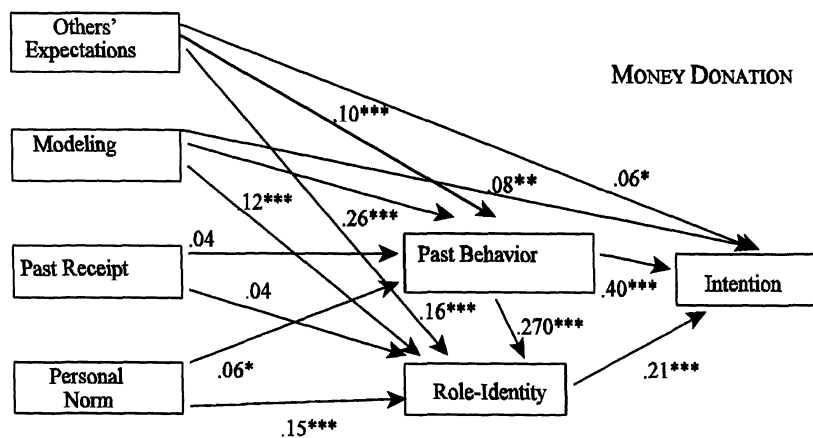 Others'
Expectations
MONEY DONATION
.10***
Modeling
.08**
.06*
.12***
.26***
.04
Past Receipt
Past Behavior
Intention
.40***
.04
.16***
.270***
.06*
.21***
Personal
Norm
Role-Identity
.15***